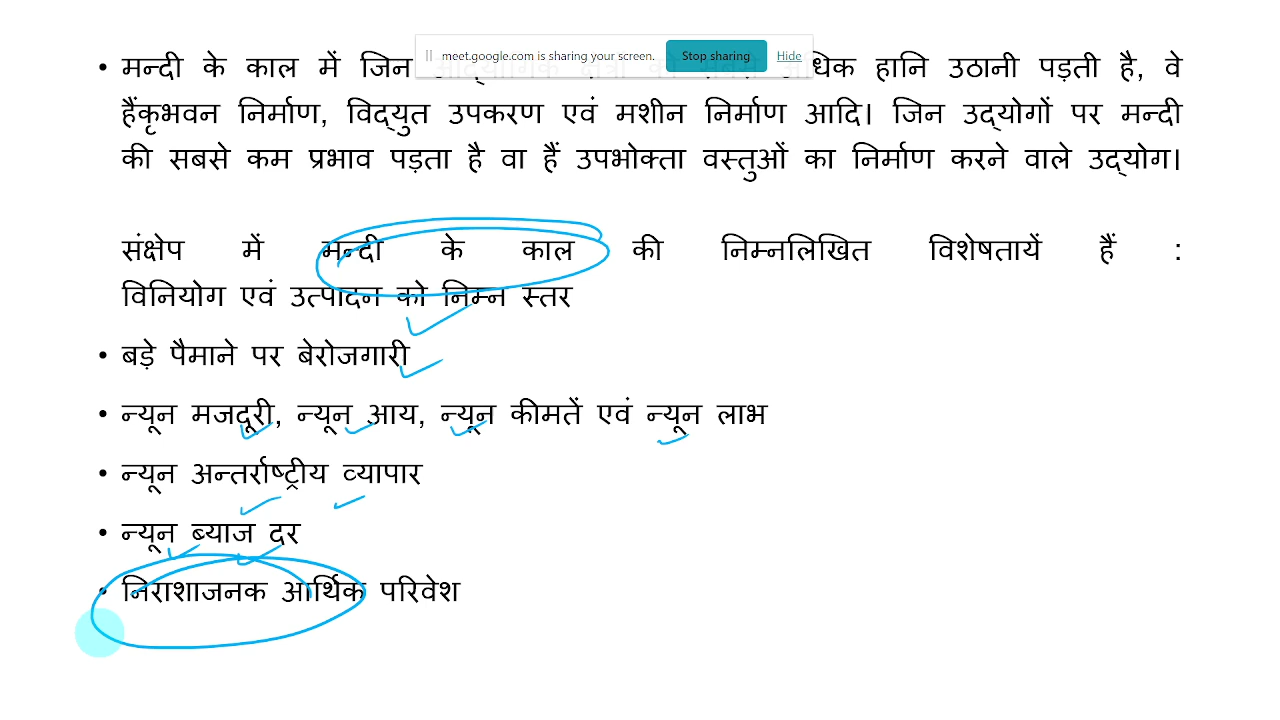 meet.google.com is sharing your screen. Stop sharing Hide
• मन्दी के काल में जिन अधिक हानि उठानी पड़ती है, वे
हैंकृभवन निर्माण, विद्युत उपकरण एवं मशीन निर्माण आदि। जिन उद्योगों पर मन्दी
की सबसे कम प्रभाव पड़ता है वा हैं उपभोक्ता वस्तुओं का निर्माण करने वाले उद्योग।
संक्षेप में मन्दी के काल की निम्नलिखित विशेषतायें हैं :
विनियोग एवं उत्पादन को निम्न स्तर
• बड़े पैमाने पर बेरोजगारी
• न्यून मजदूरी, न्यून आय, न्यून कीमतें एवं न्यून लाभ
• न्यून अन्तर्राष्ट्रीय व्यापार
• न्यून ब्याज दर
• निराशाजनक आर्थिक परिवेश